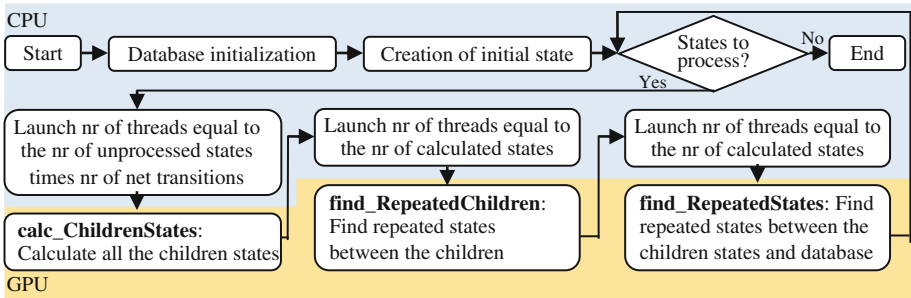 CPU
Start
Database initialization
Creation of initial state
States to
process?
No
End
Yes
Launch nr of threads equal to
the nr of unprocessed states
times nr of net transitions
Launch nr of threads equal to
the nr of calculated states
Launch nr of threads equal to
the nr of calculated states
calc_ChildrenStates:
Calculate all the children states
find_RepeatedChildren:
Find repeated states
between the children
find_RepeatedStates: Find
repeated states between the
children states and database
GPU